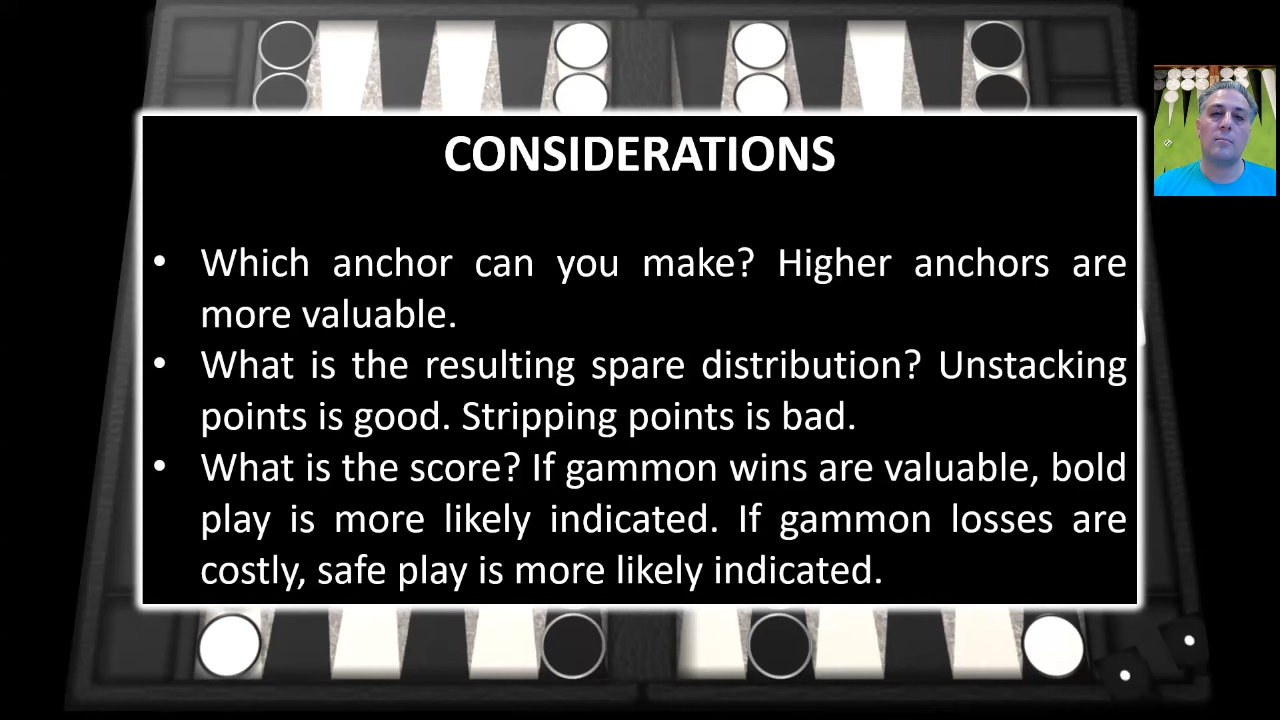 CONSIDERATIONS
• Which anchor can you make? Higher anchors are
more valuable.
• What is the resulting spare distribution? Unstacking
points is good. Stripping points is bad.
• What is the score? If gammon wins are valuable, bold
play is more likely indicated. If gammon losses are
costly, safe play is more likely indicated.